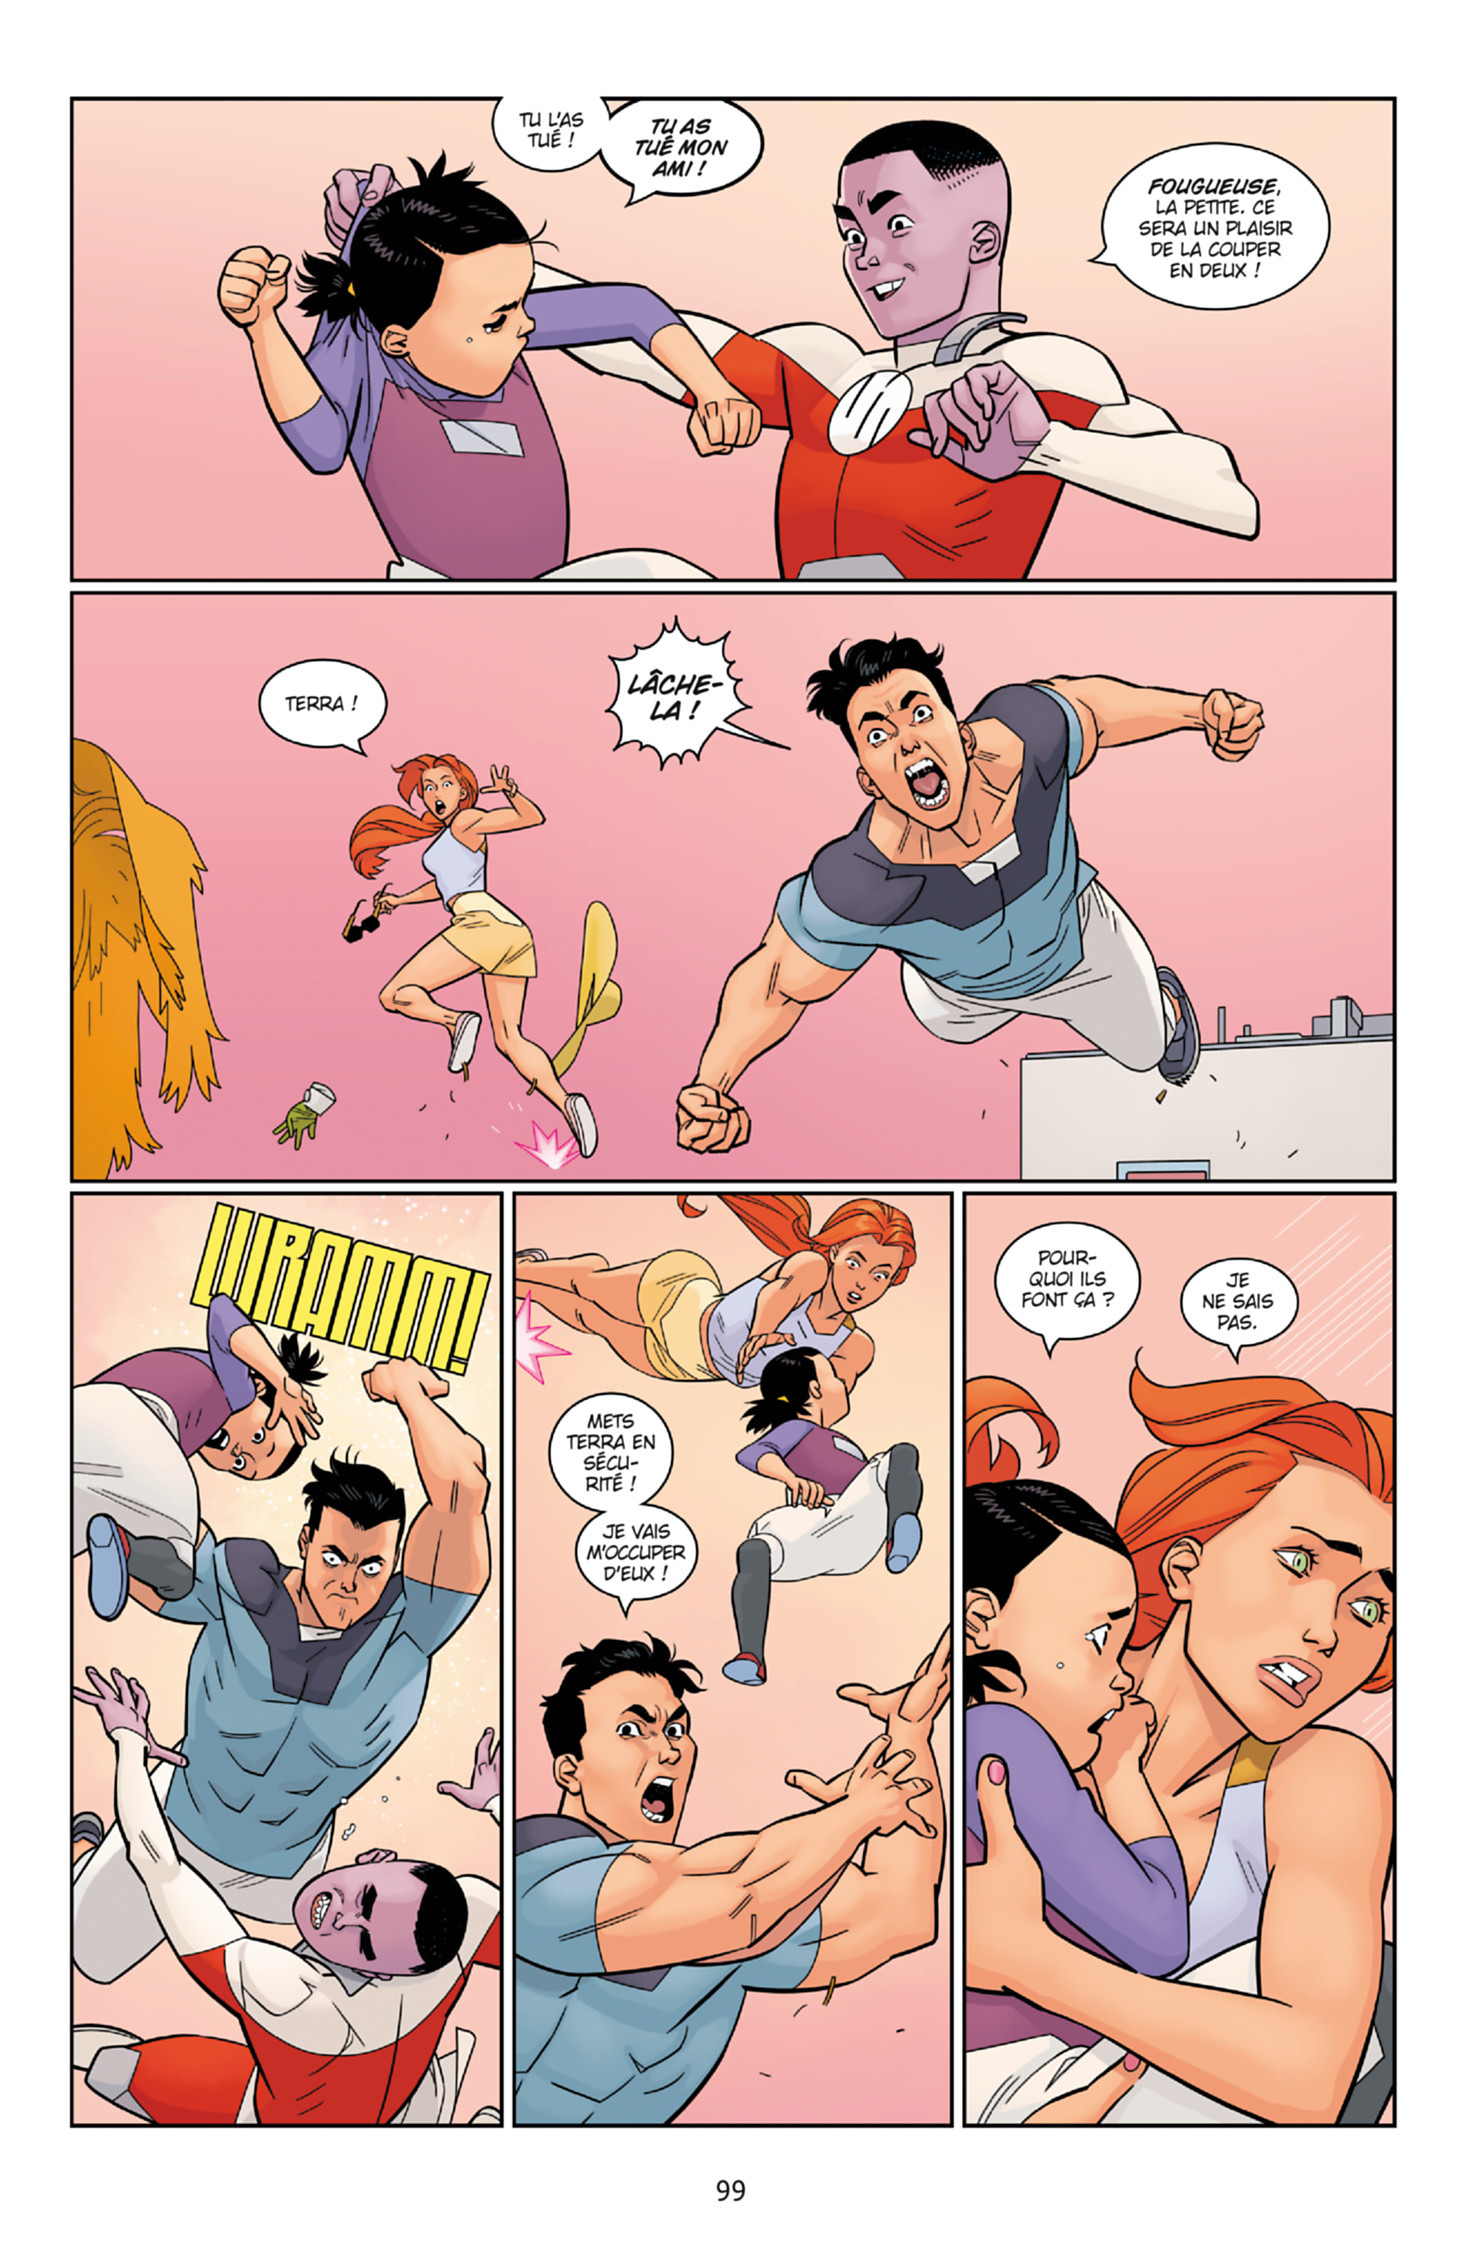 TU L'AS
TUÉ !
TU AS
TUÉ MON
AMI !
FOUGUEUSE,
LA PETITE. CE
SERA UN PLAISIR
DE LA COUPER
EN DEUX !
TERRA !
LÂCHE-
LA !
WRAMM!
METS
TERRA EN
SÉCU-
RITÉ !
JE VAIS
M'OCCUPER
D'EUX !
POUR-
QUOI ILS
FONT ÇA ?
JE
NE SAIS
PAS.
99